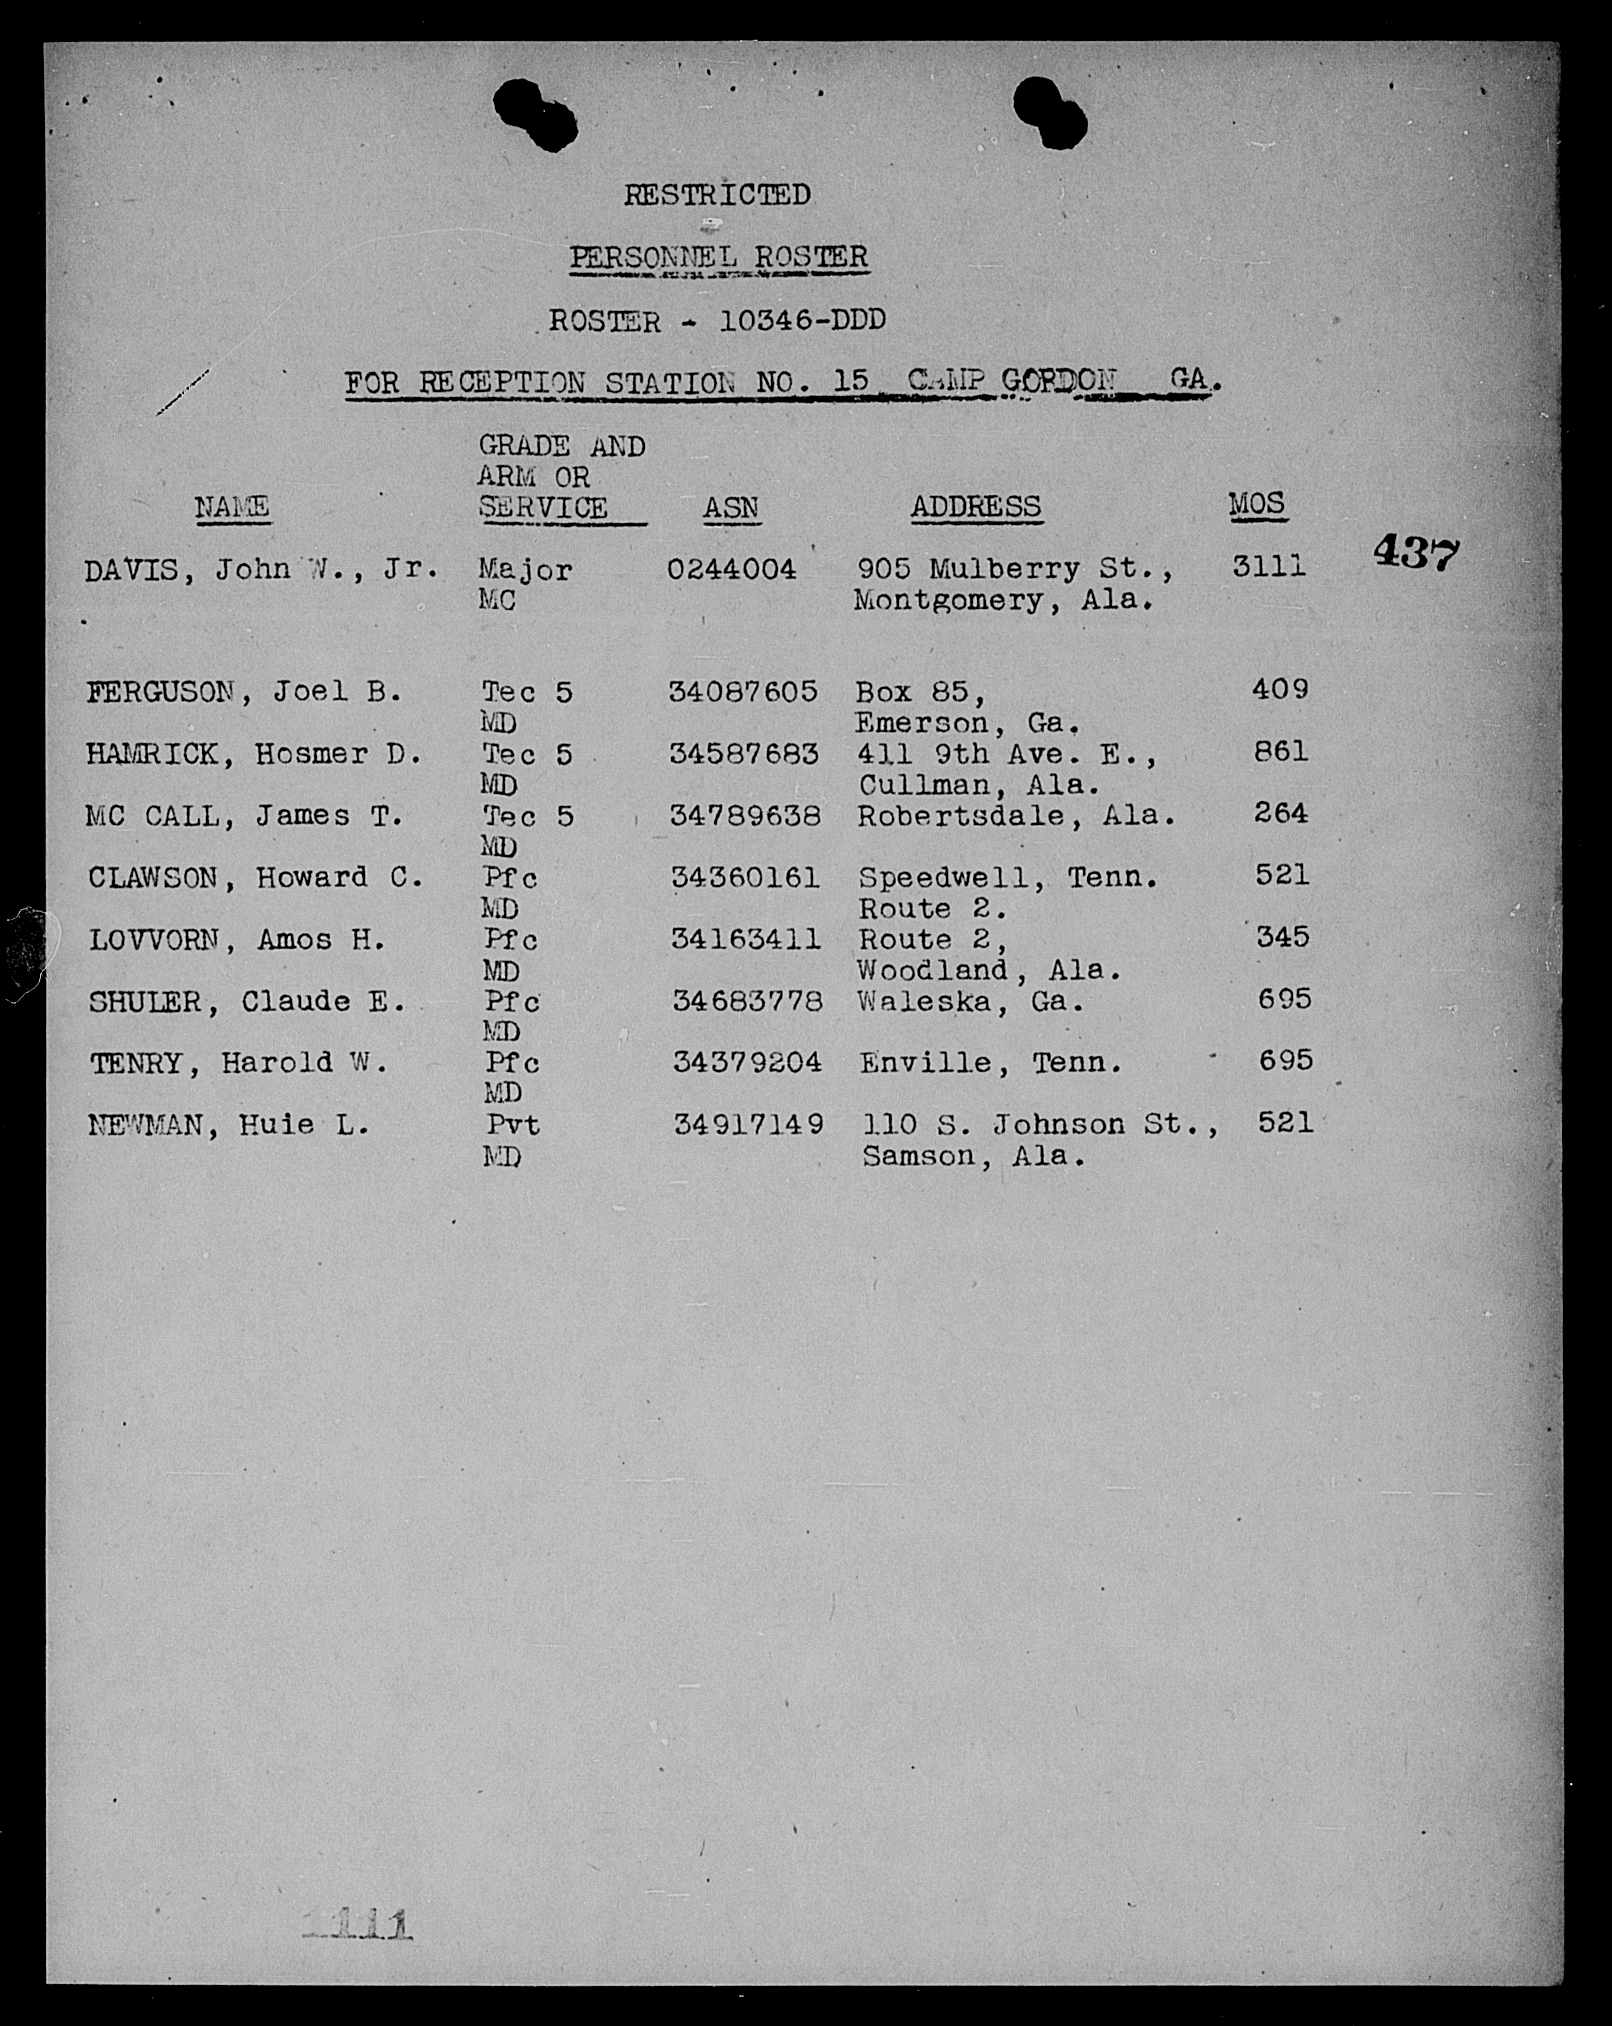 RESTRICTED
PERSONNEL ROSTER
ROSTER - 10346-DDD
FOR RECEPTION STATION NO. 15 CAMP GORDON GA.
GRADE AND
ARM OR
NAME SERVICE ASN ADDRESS MOS
437
DAVIS, John W., Jr. Major 0244004 905 Mulberry St., 3111
MC Montgomery, Ala.
FERGUSON, Joel B. Tec 5 34087605 Box 85, 409
MD Emerson, Ga.
HAMRICK, Hosmer D. Tec 5 34587683 411 9th Ave. E., 861
MD Cullman, Ala.
MC CALL, James T. Tec 5 34789638 Robertsdale, Ala. 264
MD
CLAWSON, Howard C. Pfc 34360161 Speedwell, Tenn. 521
MD Route 2.
LOVVORN, Amos H. Pfc 34163411 Route 2, 345
MD Woodland, Ala.
SHULER, Claude E. Pfc 34683778 Waleska, Ga. 695
MD
TENRY, Harold W. Pfc 34379204 Enville, Tenn. 695
MD
NEWMAN, Huie L. Pvt 34917149 110 S. Johnson St., 521
MD Samson, Ala.
1111